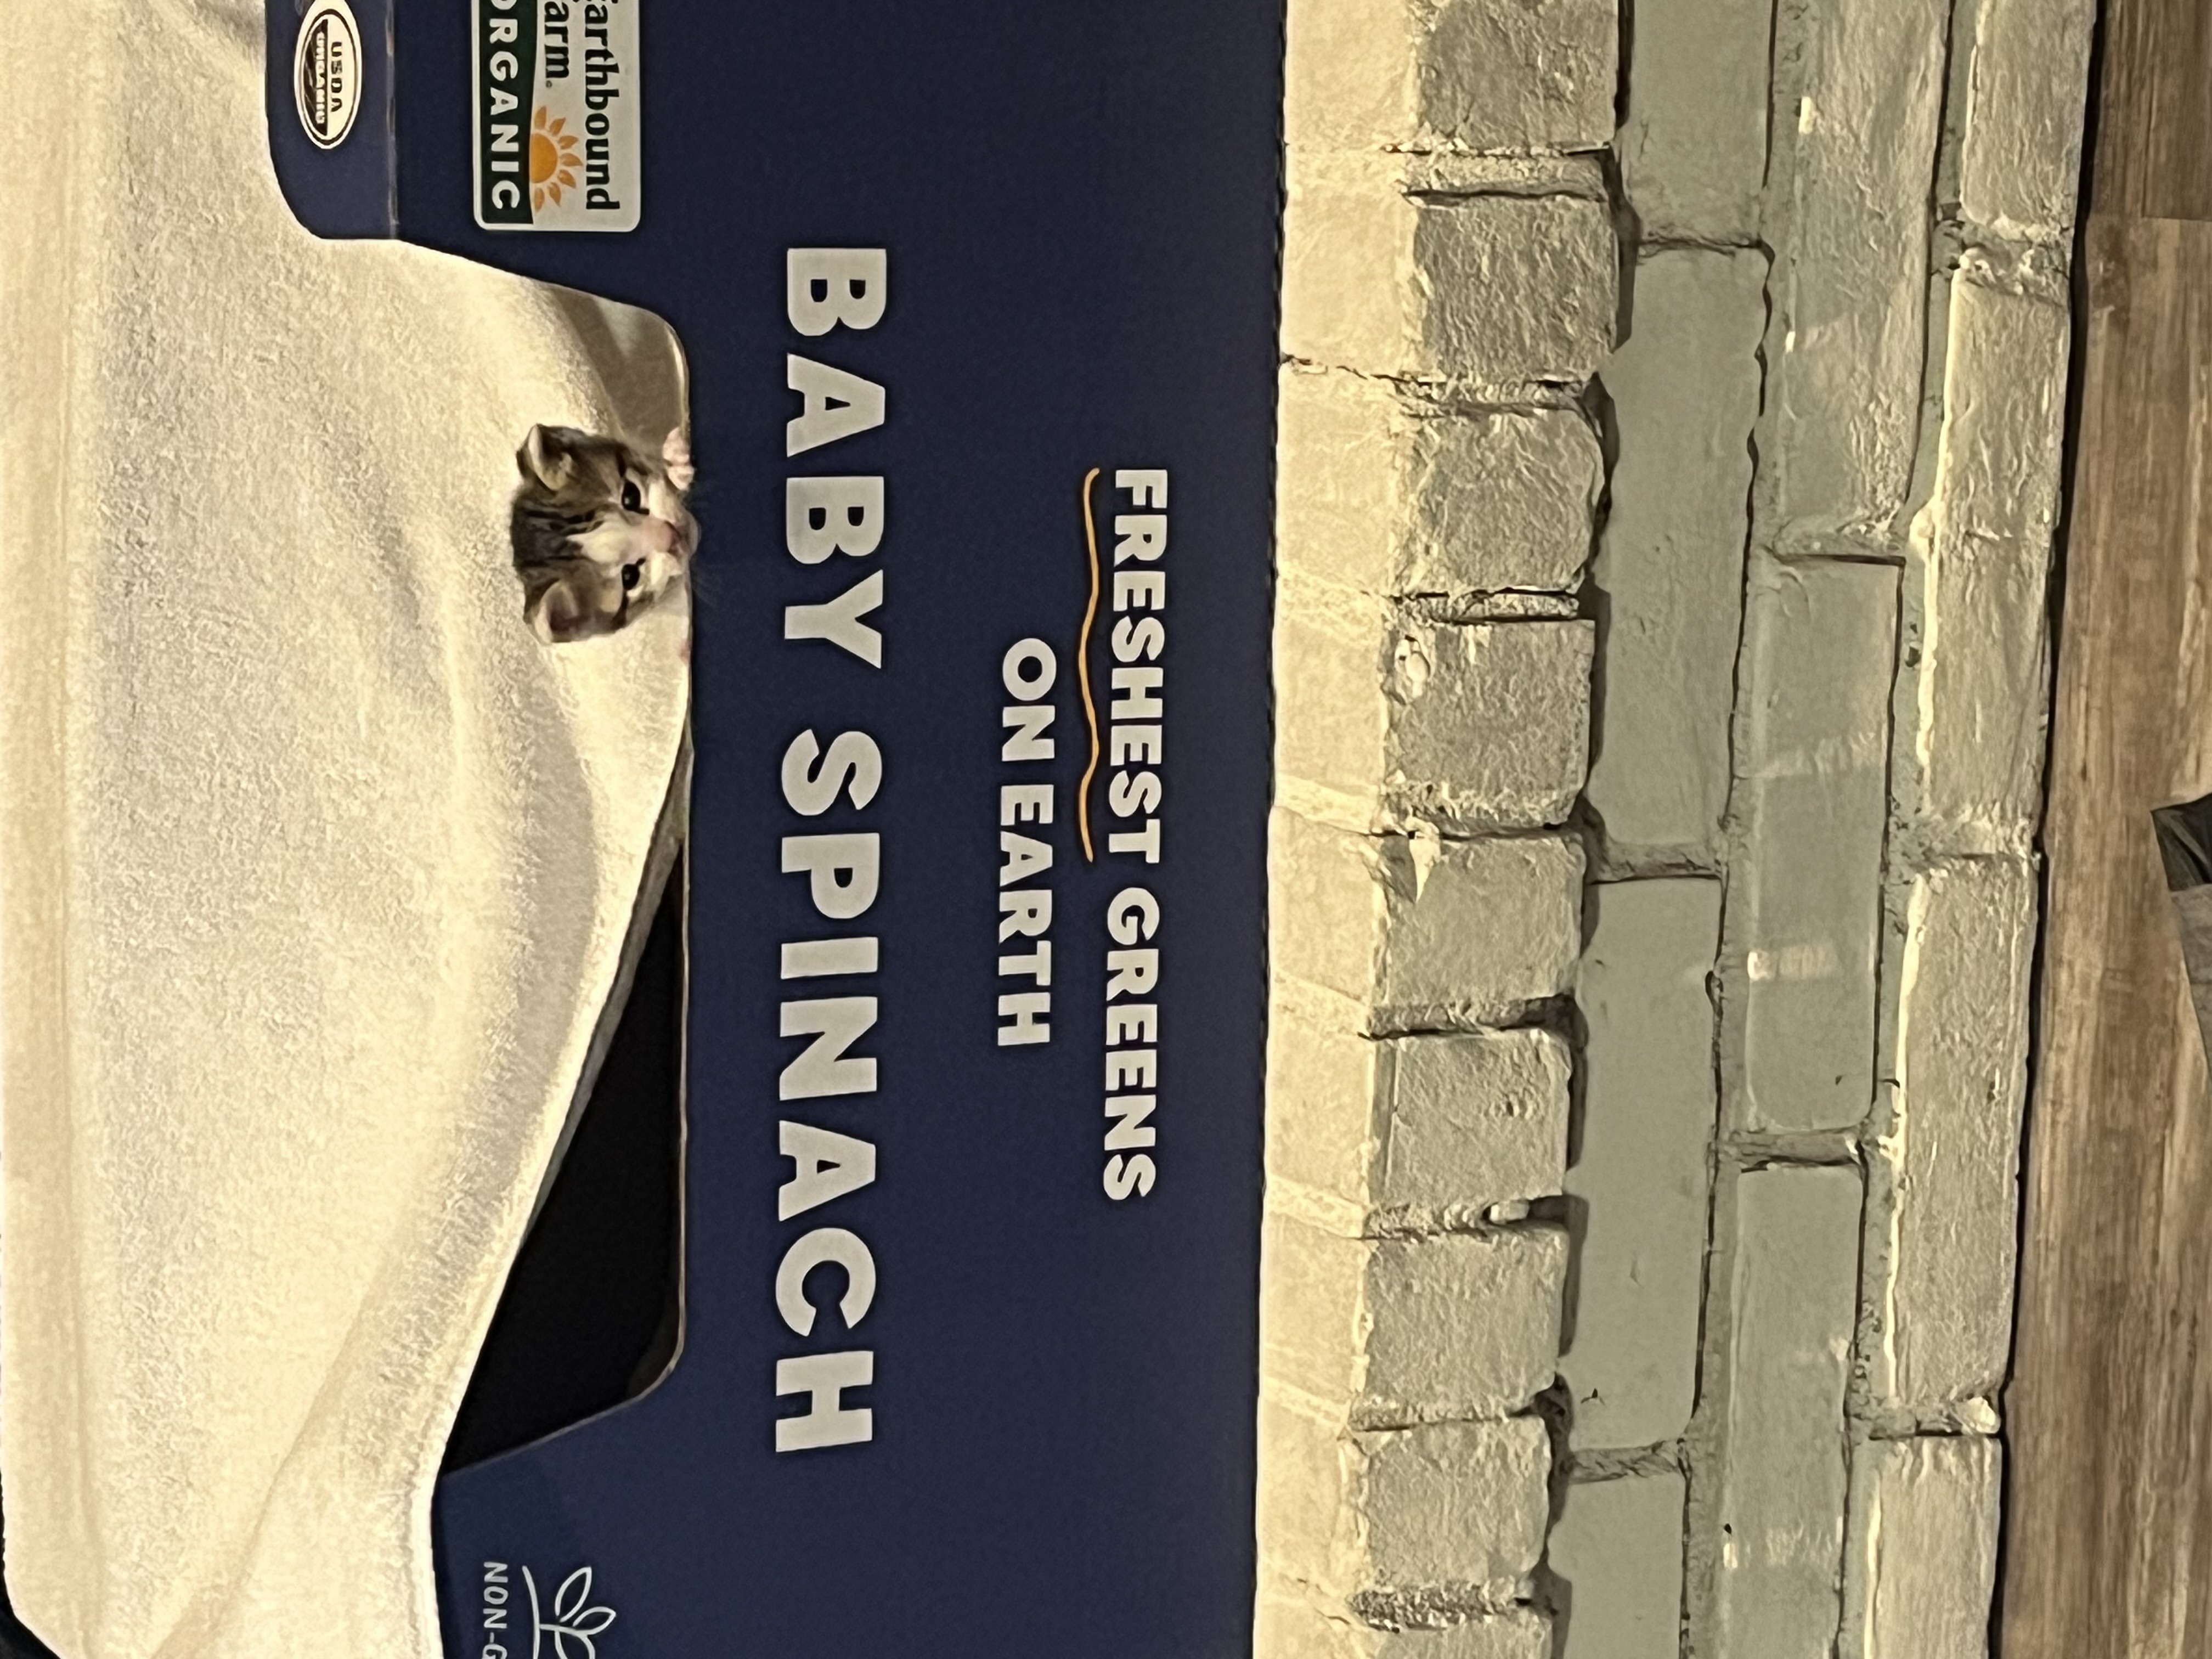 USDA
ORGANIC
Earthbound
Farm
ORGANIC
BABY SPINACH
FRESHEST GREENS
ON EARTH